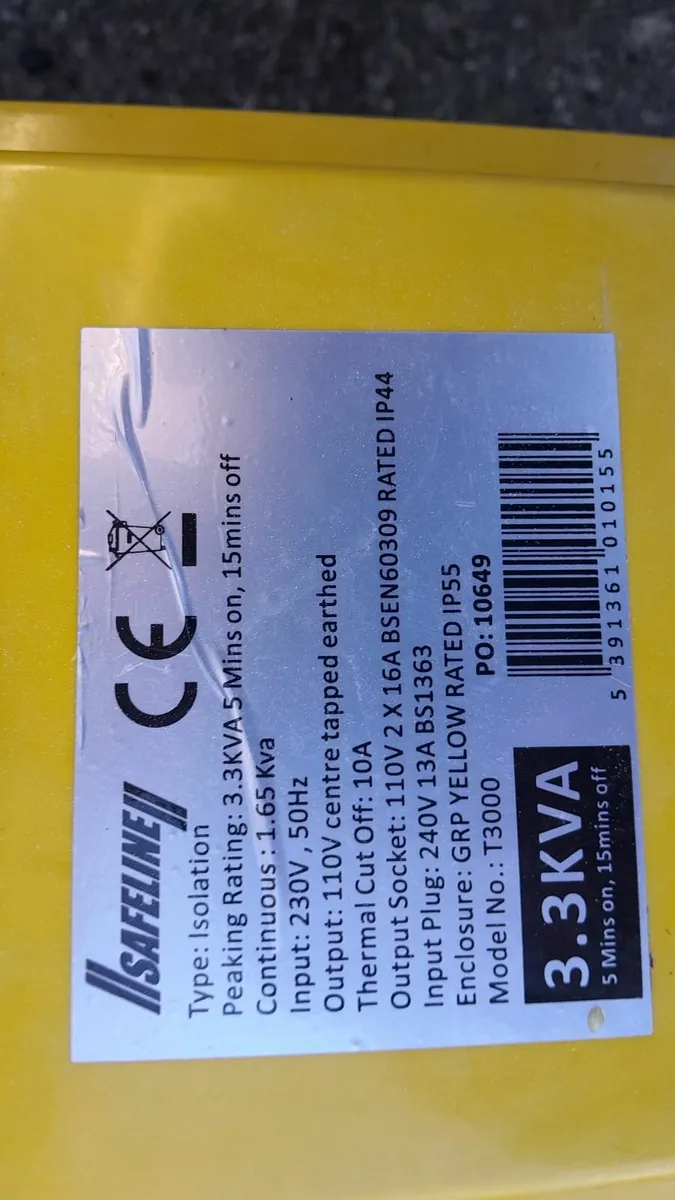 SAFELINE
CE
Type: Isolation
Peaking Rating: 3.3KVA 5 Mins on, 15mins off
Continuous : 1.65 Kva
Input: 230V , 50Hz
Output: 110V centre tapped earthed
Thermal Cut Off: 10A
Output Socket: 110V 2 X 16A BSEN60309 RATED IP44
Input Plug: 240V 13A BS1363
Enclosure: GRP YELLOW RATED IP55
Model No.: T3000
PO: 10649
3.3KVA
5 Mins on, 15mins off
5 391361 010155